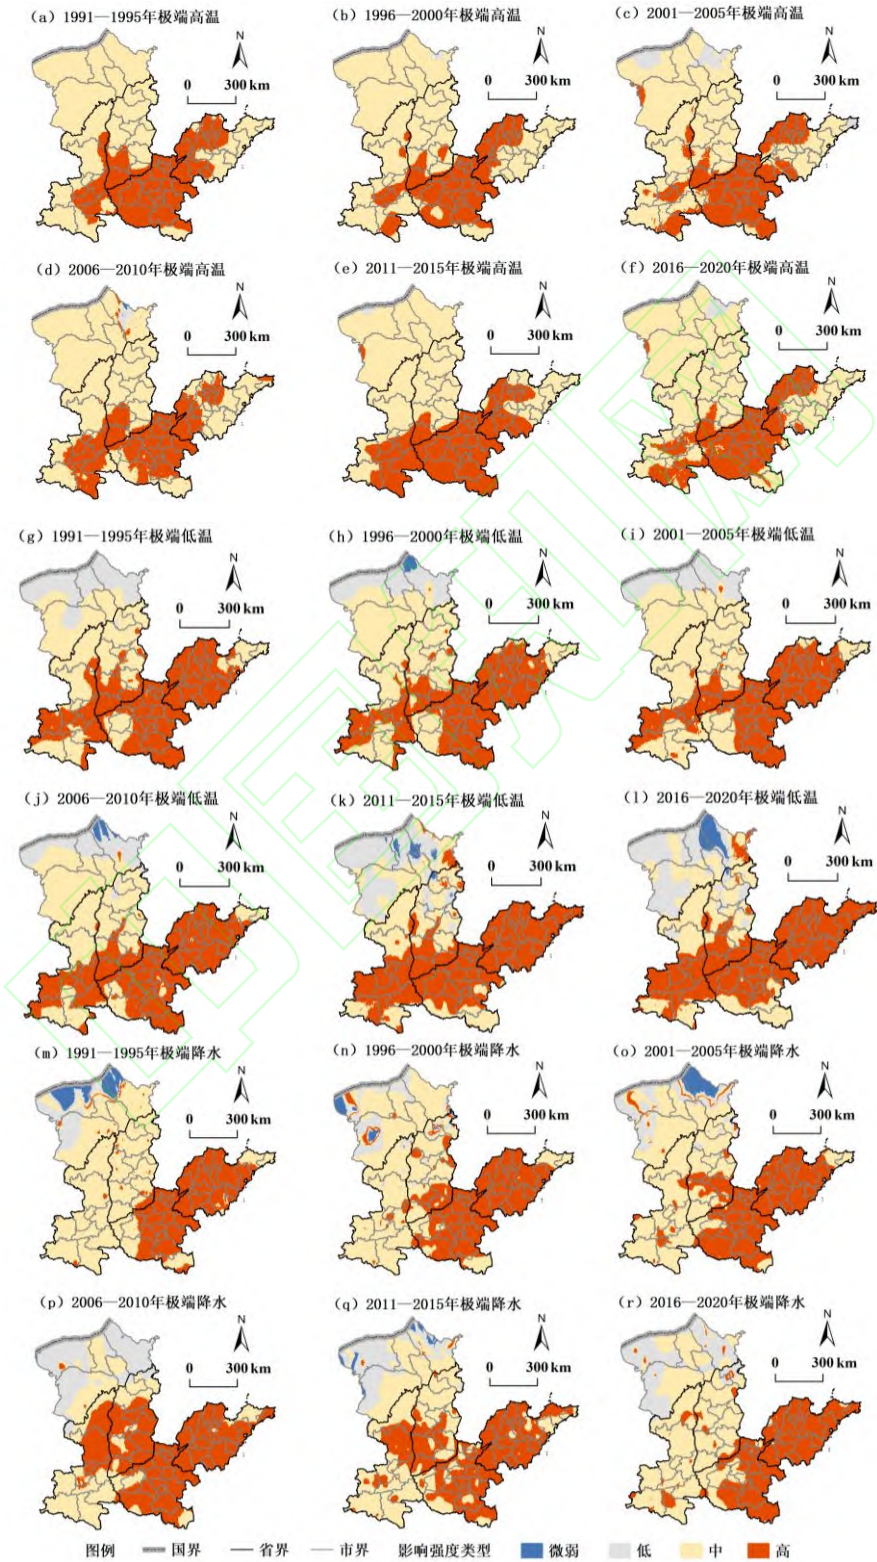 (a) 1991—1995年极端高温
(b) 1996—2000年极端高温
(c) 2001—2005年极端高温
N
0 300 km
N
0 300 km
N
0 300 km
(d) 2006—2010年极端高温
(e) 2011—2015年极端高温
(f) 2016—2020年极端高温
N
0 300 km
N
0 300 km
N
0 300 km
(g) 1991—1995年极端低温
(h) 1996—2000年极端低温
(i) 2001—2005年极端低温
N
0 300 km
N
0 300 km
N
0 300 km
(j) 2006—2010年极端低温
(k) 2011—2015年极端低温
(l) 2016—2020年极端低温
N
0 300 km
N
0 300 km
N
0 300 km
(m) 1991—1995年极端降水
(n) 1996—2000年极端降水
(o) 2001—2005年极端降水
N
0 300 km
N
0 300 km
N
0 300 km
(p) 2006—2010年极端降水
(q) 2011—2015年极端降水
(r) 2016—2020年极端降水
N
0 300 km
N
0 300 km
N
0 300 km
图例 国界 省界 市界 影响强度类型 微弱 低 中 高